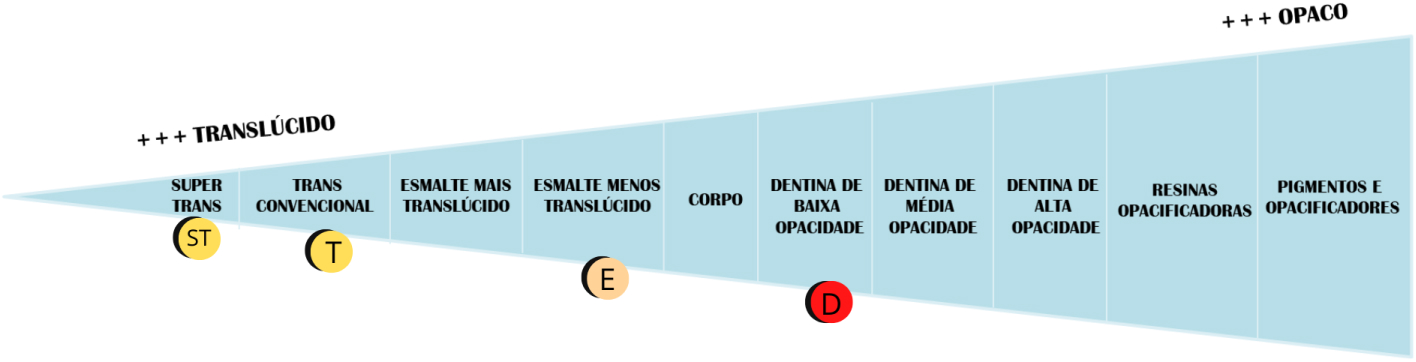 + + + OPACO
+ + + TRANSLÚCIDO
SUPER
TRANS
TRANS
CONVENCIONAL
ESMALTE MAIS
TRANSLÚCIDO
ESMALTE MENOS
TRANSLÚCIDO
CORPO
DENTINA DE
BAIXA
OPACIDADE
DENTINA DE
MÉDIA
OPACIDADE
DENTINA DE
ALTA
OPACIDADE
RESINAS
OPACIFICADORAS
PIGMENTOS E
OPACIFICADORES
ST
T
E
D